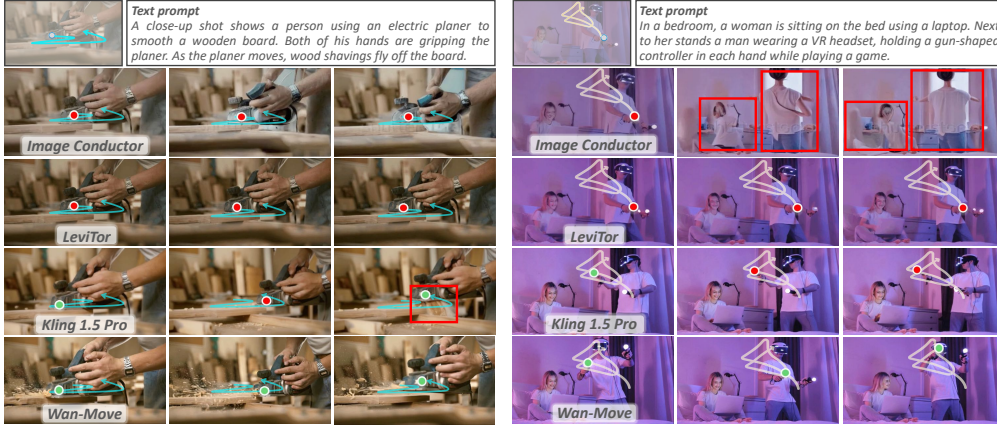 Text prompt
A close-up shot shows a person using an electric planer to
smooth a wooden board. Both of his hands are gripping the
planer. As the planer moves, wood shavings fly off the board.
Image Conductor
LeviTor
Kling 1.5 Pro
Wan-Move
Text prompt
In a bedroom, a woman is sitting on the bed using a laptop. Next
to her stands a man wearing a VR headset, holding a gun-shaped
controller in each hand while playing a game.
Image Conductor
LeviTor
Kling 1.5 Pro
Wan-Move